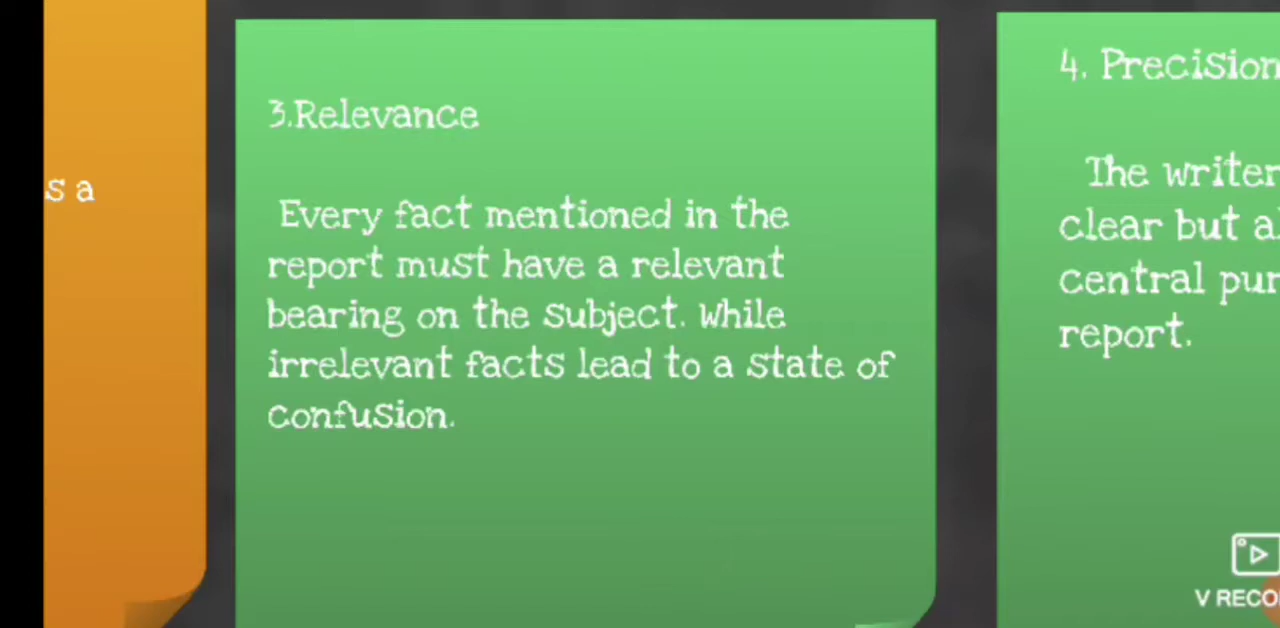 s a
3.Relevance
Every fact mentioned in the
report must have a relevant
bearing on the subject. While
irrelevant facts lead to a state of
confusion.
4. Precision
The writer
clear but a
central pur
report.
V RECO